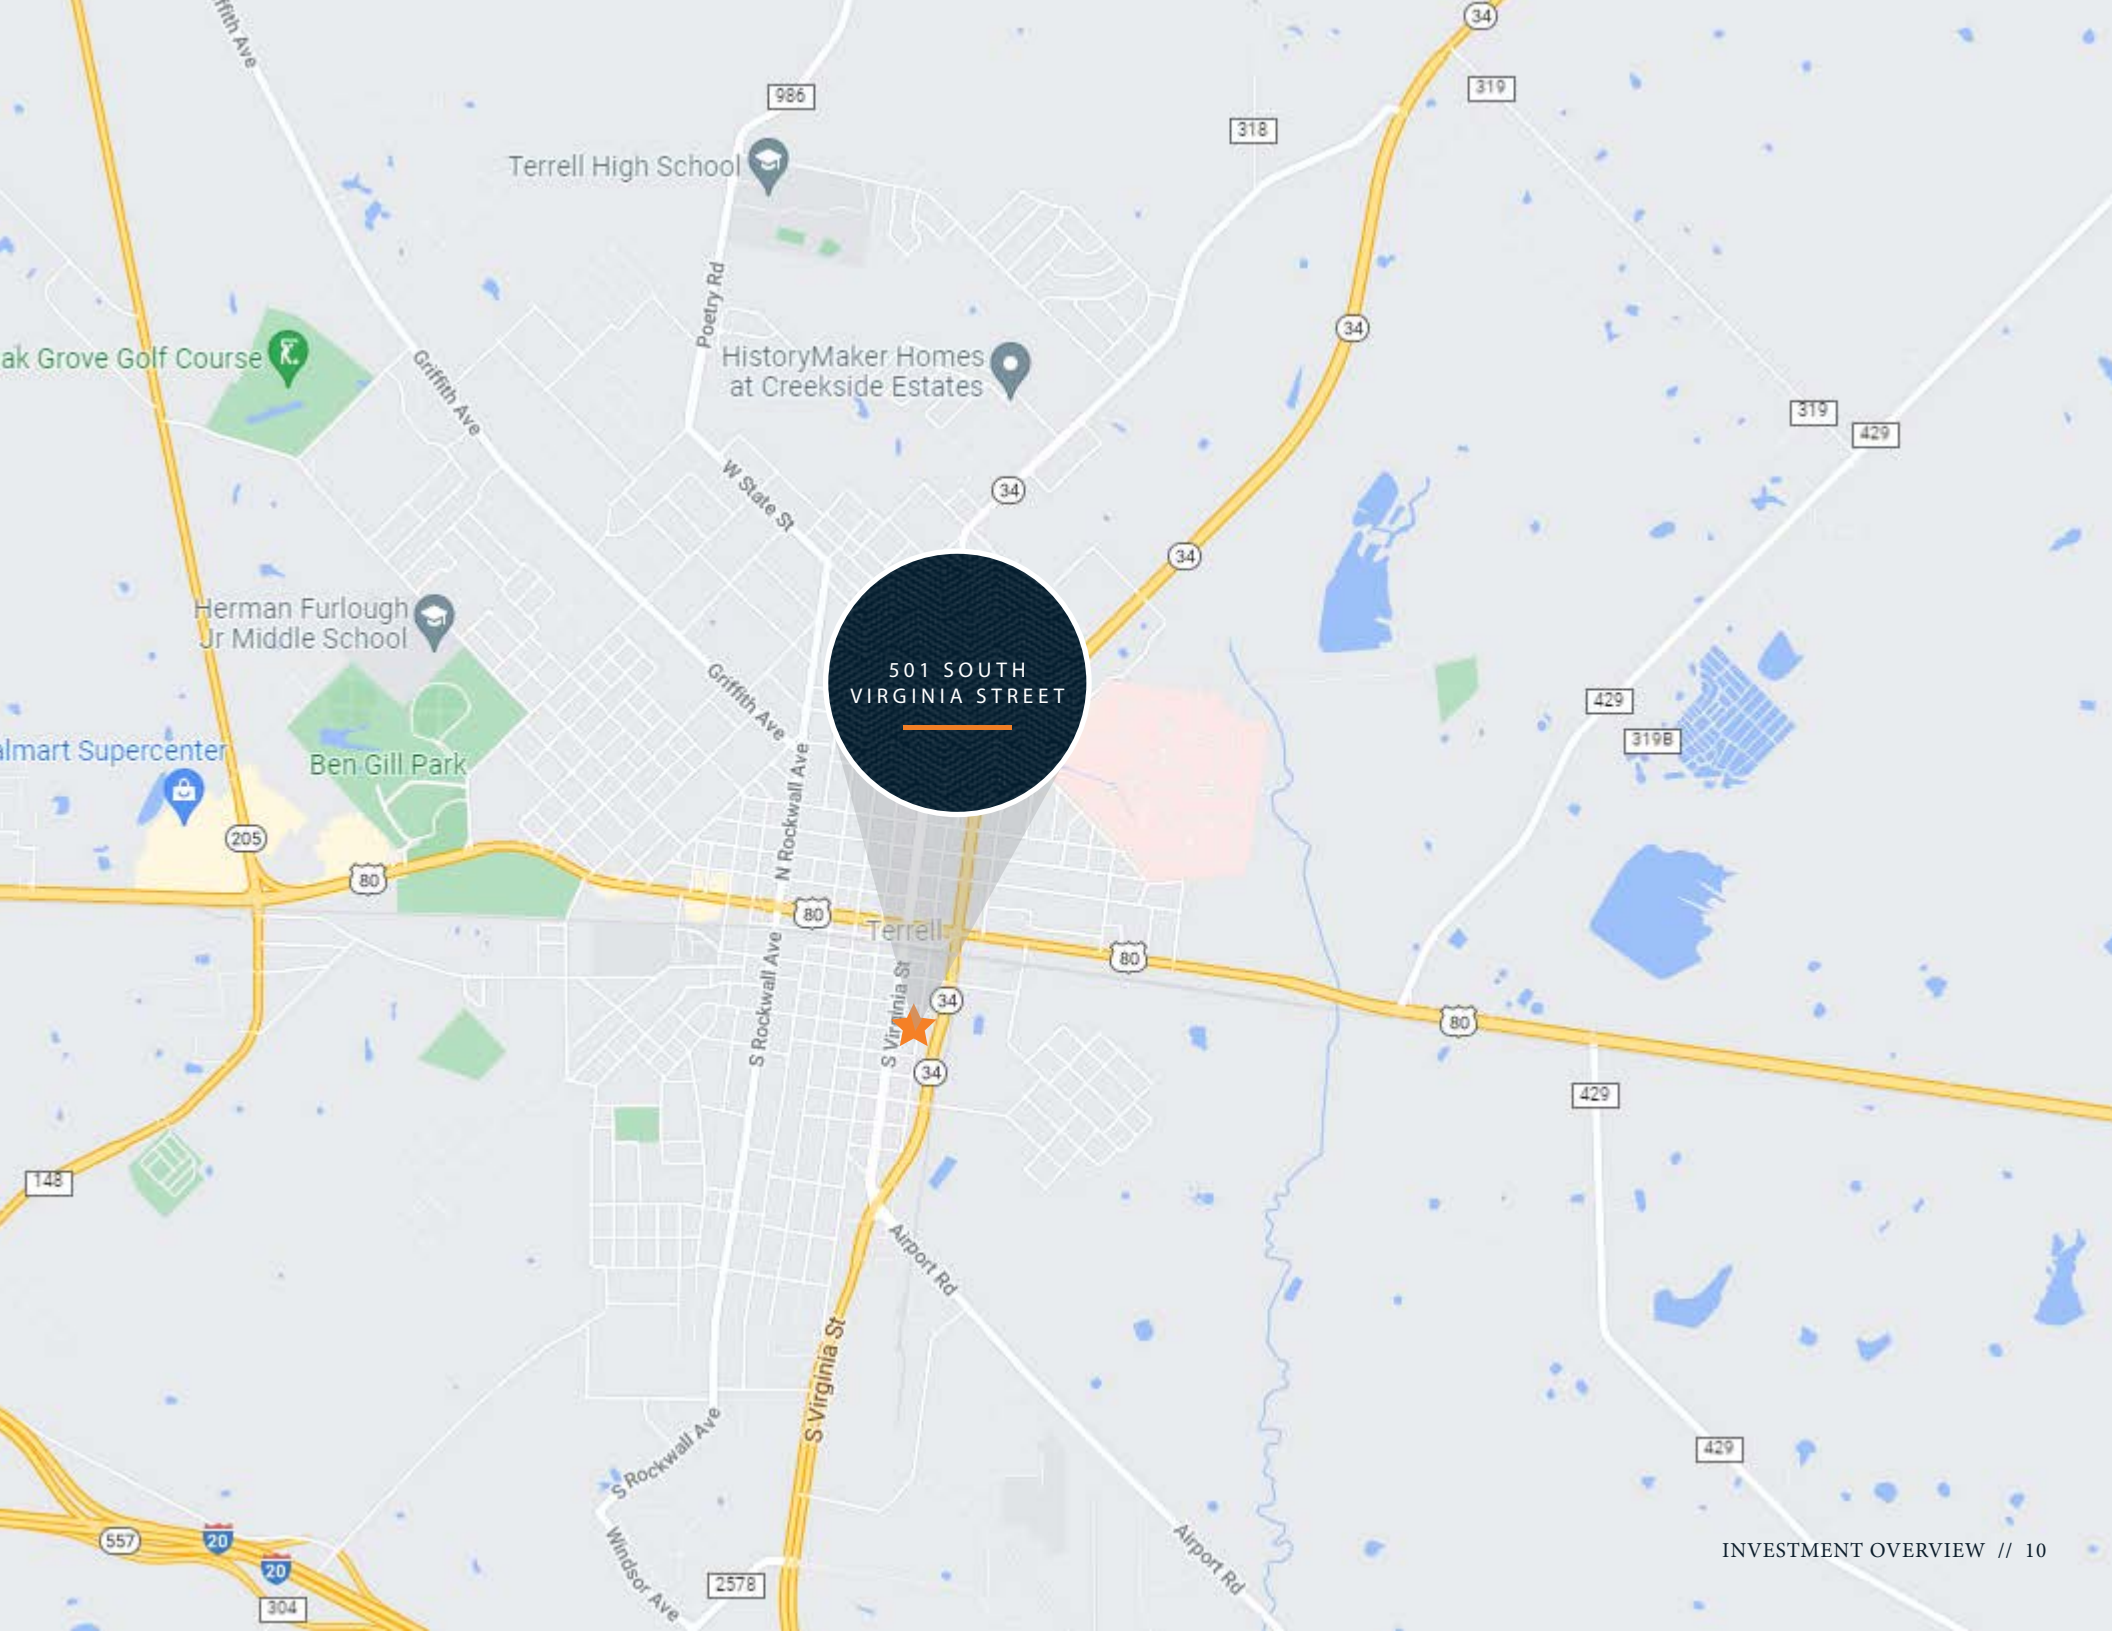 ffith Ave
34
986
319
318
Terrell High School
Poetry Rd
34
ak Grove Golf Course
HistoryMaker Homes
at Creekside Estates
Griffith Ave
319
429
W State St
34
34
Herman Furlough
Jr Middle School
501 SOUTH
VIRGINIA STREET
Griffith Ave
429
319B
almart Supercenter
Ben Gill Park
N Rockwall Ave
205
80
80
Terrell
80
S Rockwall Ave
S Virginia St
34
80
34
429
148
Airport Rd
S Virginia St
S Rockwall Ave
429
557
20
20
Windsor Ave
Airport Rd
INVESTMENT OVERVIEW // 10
2578
304